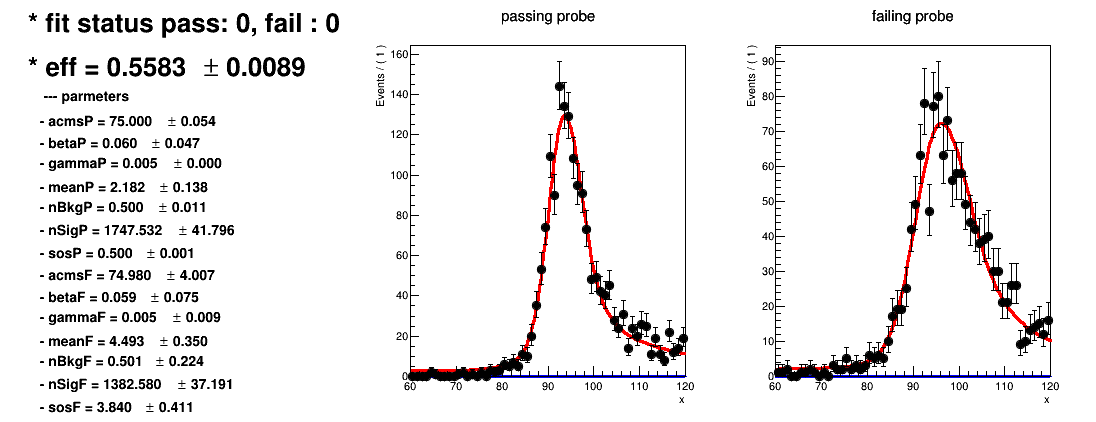 * fit status pass: 0, fail : 0
* eff = 0.5583 ± 0.0089
--- parmeters
- acmsP = 75.000 ± 0.054
- betaP = 0.060 ± 0.047
- gammaP = 0.005 ± 0.000
- meanP = 2.182 ± 0.138
- nBkgP = 0.500 ± 0.011
- nSigP = 1747.532 ± 41.796
- sosP = 0.500 ± 0.001
- acmsF = 74.980 ± 4.007
- betaF = 0.059 ± 0.075
- gammaF = 0.005 ± 0.009
- meanF = 4.493 ± 0.350
- nBkgF = 0.501 ± 0.224
- nSigF = 1382.580 ± 37.191
- sosF = 3.840 ± 0.411
passing probe
Events / ( 1 )
160
140
120
100
80
60
40
20
0
60 70 80 90 100 110 120
x
failing probe
Events / ( 1 )
90
80
70
60
50
40
30
20
10
0
60 70 80 90 100 110 120
x